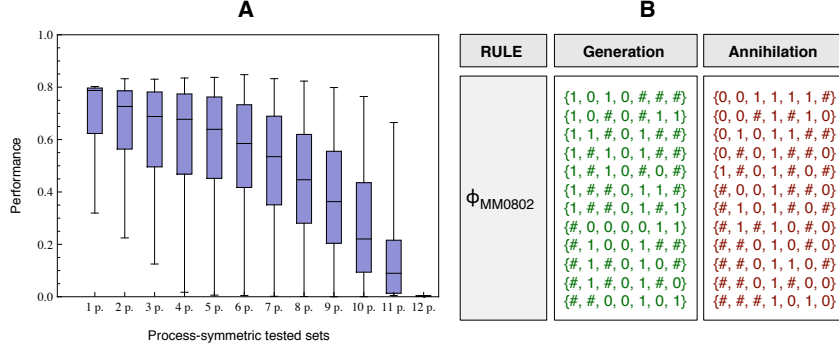 A
1.0
0.8
0.6
0.4
0.2
0.0
Performance
1 p. 2 p. 3 p. 4 p. 5 p. 6 p. 7 p. 8 p. 9 p. 10 p. 11 p. 12 p.
Process-symmetric tested sets
B
RULE Generation Annihilation
ϕMM0802
{1, 0, 1, 0, #, #, #} {0, 0, 1, 1, 1, 1, #}
{1, 0, #, 0, #, 1, 1} {0, 0, #, 1, #, 1, 0}
{1, 1, #, 0, 1, #, #} {0, 1, 0, 1, 1, #, #}
{1, #, 1, 0, 1, #, #} {0, #, 0, 1, #, #, 0}
{1, #, 1, 0, #, 0, #} {1, #, 0, 1, #, 0, #}
{1, #, #, 0, 1, 1, #} {#, 0, 0, 1, #, #, 0}
{1, #, #, 0, 1, #, 1} {#, 1, 0, 1, #, 0, #}
{#, 0, 0, 0, 0, 1, 1} {#, 1, #, 1, 0, #, 0}
{#, 1, 0, 0, 1, #, #} {#, #, 0, 1, 0, #, 0}
{#, 1, #, 0, 1, 0, #} {#, #, 0, 1, 1, 0, #}
{#, 1, #, 0, 1, #, 0} {#, #, 0, 1, #, 0, 0}
{#, #, 0, 0, 1, 0, 1} {#, #, #, 1, 0, 1, 0}